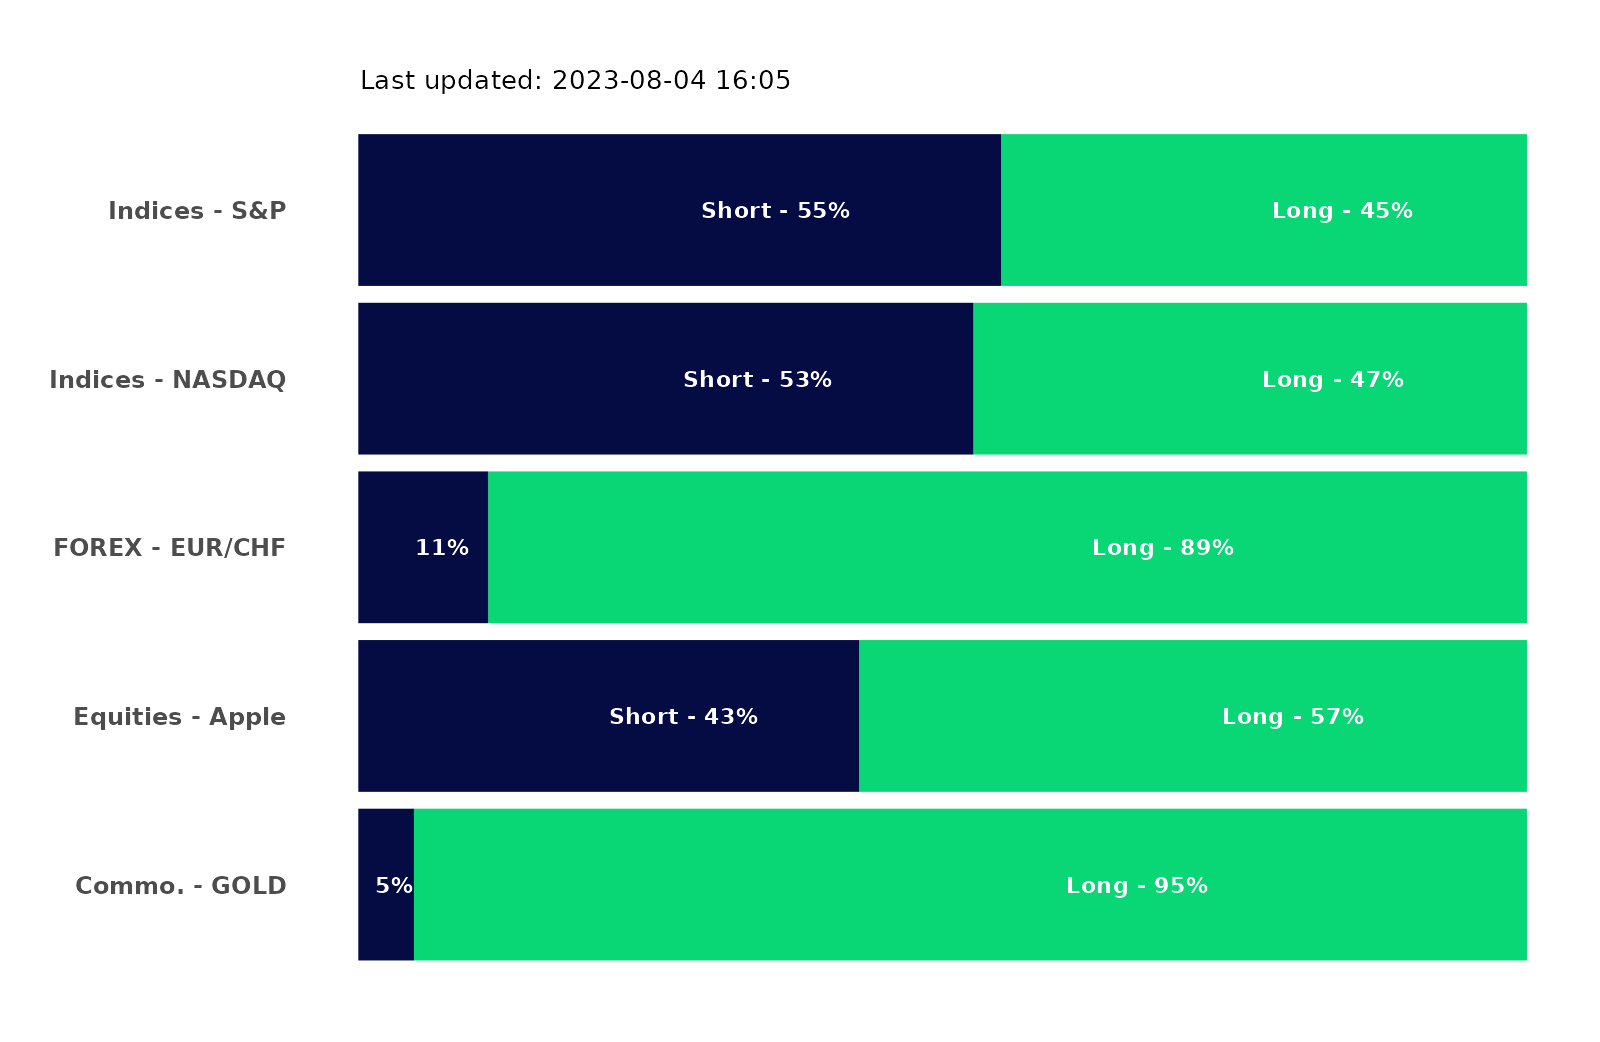 Last updated: 2023-08-04 16:05
Indices - S&P Short - 55% Long - 45%
Indices - NASDAQ Short - 53% Long - 47%
FOREX - EUR/CHF 11% Long - 89%
Equities - Apple Short - 43% Long - 57%
Commo. - GOLD 5% Long - 95%